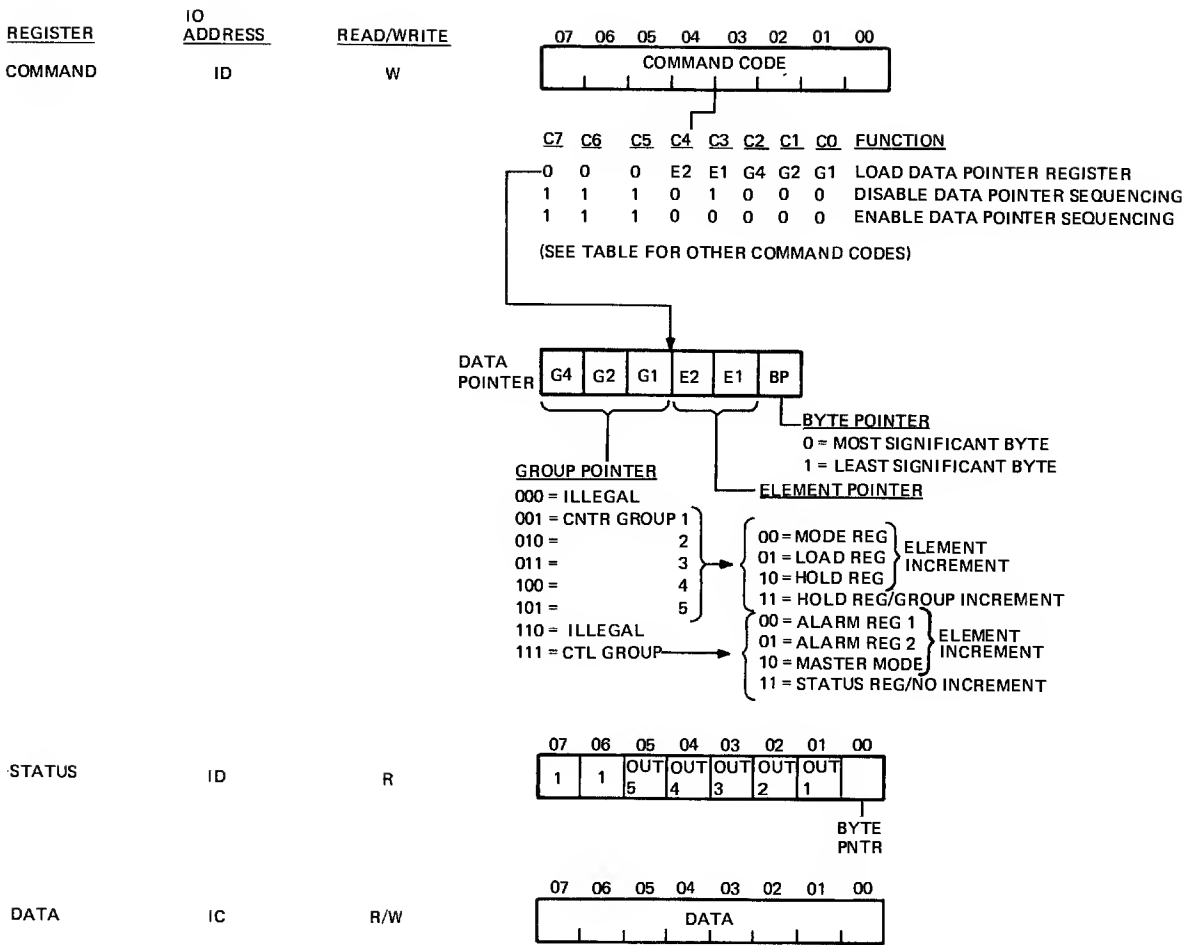 IO
REGISTER ADDRESS READ/WRITE 07 06 05 04 03 02 01 00
COMMAND ID W COMMAND CODE
C7 C6 C5 C4 C3 C2 C1 C0 FUNCTION
0 0 0 E2 E1 G4 G2 G1 LOAD DATA POINTER REGISTER
1 1 1 0 1 0 0 0 DISABLE DATA POINTER SEQUENCING
1 1 1 0 0 0 0 0 ENABLE DATA POINTER SEQUENCING
(SEE TABLE FOR OTHER COMMAND CODES)
DATA
POINTER G4 G2 G1 E2 E1 BP
BYTE POINTER
0 = MOST SIGNIFICANT BYTE
1 = LEAST SIGNIFICANT BYTE
GROUP POINTER
000 = ILLEGAL
001 = CNTR GROUP 1
010 = 2
011 = 3
100 = 4
101 = 5
110 = ILLEGAL
111 = CTL GROUP
ELEMENT POINTER
00 = MODE REG
01 = LOAD REG
10 = HOLD REG
ELEMENT
INCREMENT
11 = HOLD REG/GROUP INCREMENT
00 = ALARM REG 1
01 = ALARM REG 2
10 = MASTER MODE
ELEMENT
INCREMENT
11 = STATUS REG/NO INCREMENT
07 06 05 04 03 02 01 00
STATUS ID R 1 1 OUT 5 OUT 4 OUT 3 OUT 2 OUT 1
BYTE
PNTR
07 06 05 04 03 02 01 00
DATA IC R/W DATA